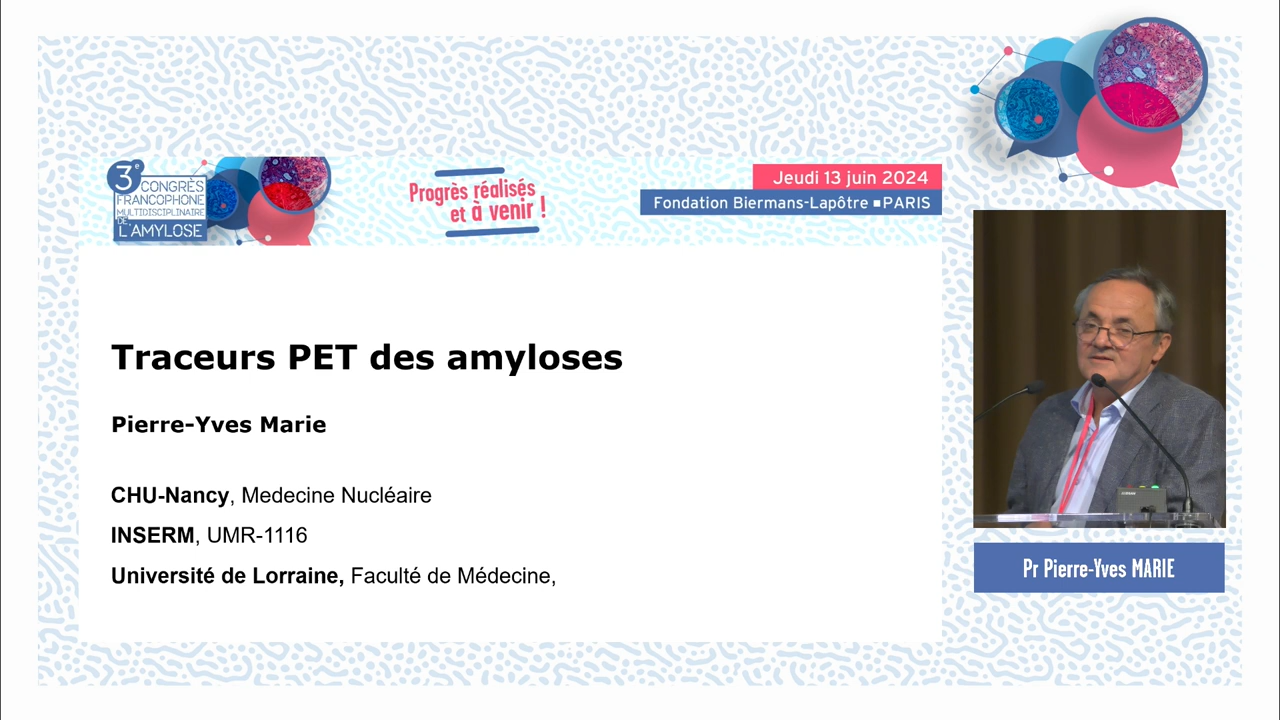 3e
CONGRÈS
FRANCOPHONE
MULTIDISCIPLINAIRE
DE
L'AMYLOSE
Progrès réalisés
et à venir !
Jeudi 13 juin 2024
Fondation Biermans-Lapôtre ■ PARIS
Traceurs PET des amyloses
Pierre-Yves Marie
CHU-Nancy, Medecine Nucléaire
INSERM, UMR-1116
Université de Lorraine, Faculté de Médecine,
Pr Pierre-Yves MARIE